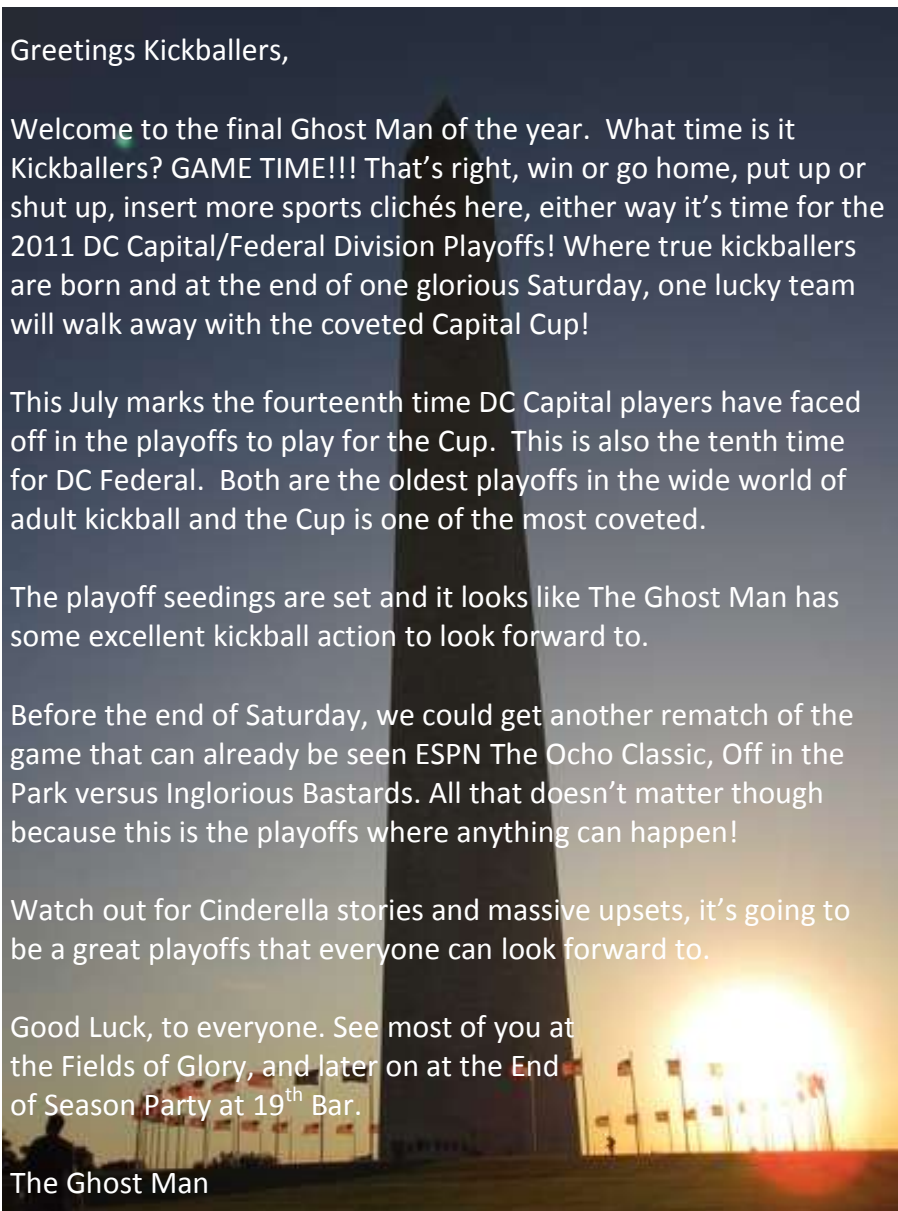 Greetings Kickballers,
Welcome to the final Ghost Man of the year.  What time is it
Kickballers? GAME TIME!!! That’s right, win or go home, put up or
shut up, insert more sports clichés here, either way it’s time for the
2011 DC Capital/Federal Division Playoffs! Where true kickballers
are born and at the end of one glorious Saturday, one lucky team
will walk away with the coveted Capital Cup!
This July marks the fourteenth time DC Capital players have faced
off in the playoffs to play for the Cup.  This is also the tenth time
for DC Federal.  Both are the oldest playoffs in the wide world of
adult kickball and the Cup is one of the most coveted.
The playoff seedings are set and it looks like The Ghost Man has
some excellent kickball action to look forward to.
Before the end of Saturday, we could get another rematch of the
game that can already be seen ESPN The Ocho Classic, Off in the
Park versus Inglorious Bastards. All that doesn’t matter though
because this is the playoffs where anything can happen!
Watch out for Cinderella stories and massive upsets, it’s going to
be a great playoffs that everyone can look forward to.
Good Luck, to everyone. See most of you at
the Fields of Glory, and later on at the End
of Season Party at 19th Bar.
The Ghost Man